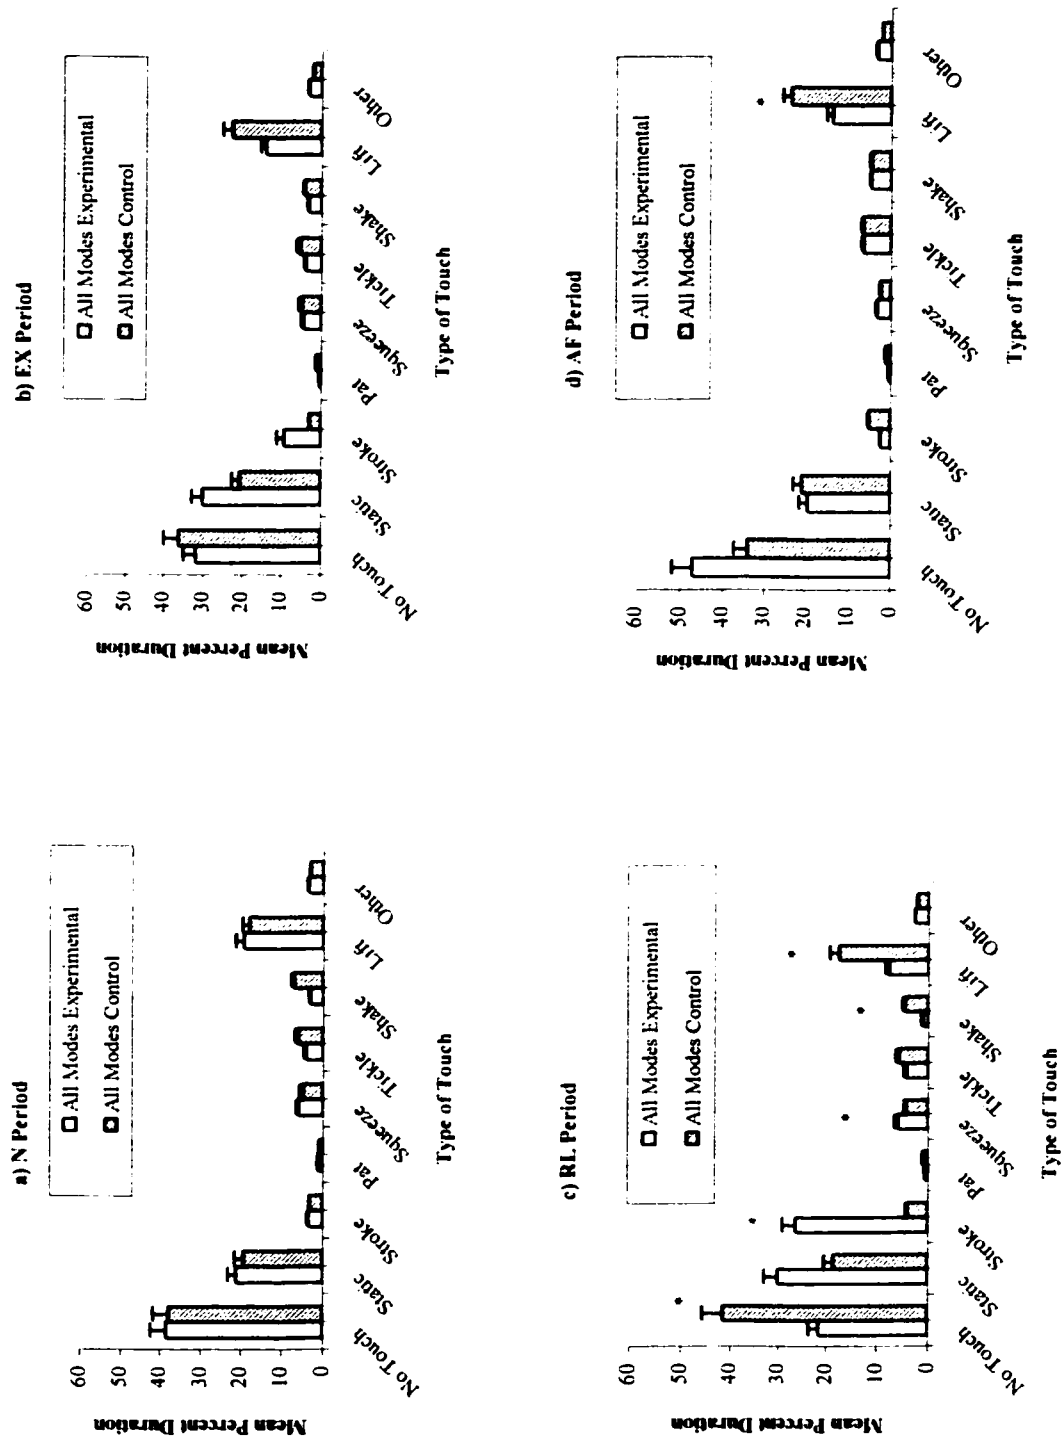 a) N Period
All Modes Experimental
All Modes Control
Mean Percent Duration
60
50
40
30
20
10
0
No Touch
Static
Stroke
Pat
Squeeze
Tickle
Shake
Lift
Other
Type of Touch
b) EX Period
All Modes Experimental
All Modes Control
Mean Percent Duration
60
50
40
30
20
10
0
No Touch
Static
Stroke
Pat
Squeeze
Tickle
Shake
Lift
Other
Type of Touch
c) RL Period
All Modes Experimental
All Modes Control
Mean Percent Duration
60
50
40
30
20
10
0
No Touch
Static
Stroke
Pat
Squeeze
Tickle
Shake
Lift
Other
Type of Touch
d) AF Period
All Modes Experimental
All Modes Control
Mean Percent Duration
60
50
40
30
20
10
0
No Touch
Static
Stroke
Pat
Squeeze
Tickle
Shake
Lift
Other
Type of Touch